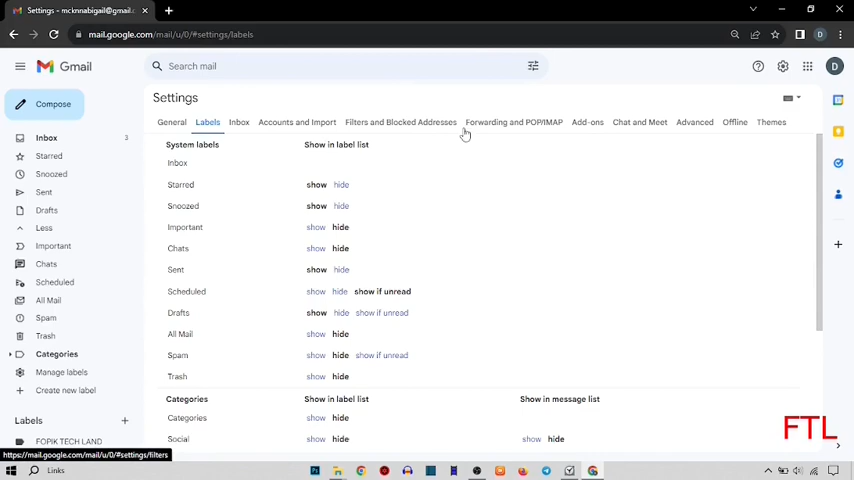 Settings - mcknnabigail@gmail.c
mail.google.com/mail/u/0/#settings/labels
Gmail
Search mail
D
D
Compose
Settings
General Labels Inbox Accounts and Import Filters and Blocked Addresses Forwarding and POP/IMAP Add-ons Chat and Meet Advanced Offline Themes
Inbox 3
Starred
Snoozed
Sent
Drafts
Less
Important
Chats
Scheduled
All Mail
Spam
Trash
Categories
Manage labels
Create new label
Labels
FOPIK TECH LAND
System labels Show in label list
Inbox
Starred show hide
Snoozed show hide
Important show hide
Chats show hide
Sent show hide
Scheduled show hide show if unread
Drafts show hide show if unread
All Mail show hide
Spam show hide show if unread
Trash show hide
Categories Show in label list Show in message list
Categories show hide
Social show hide show hide
FTL
https://mail.google.com/mail/u/0/#settings/filters
Links